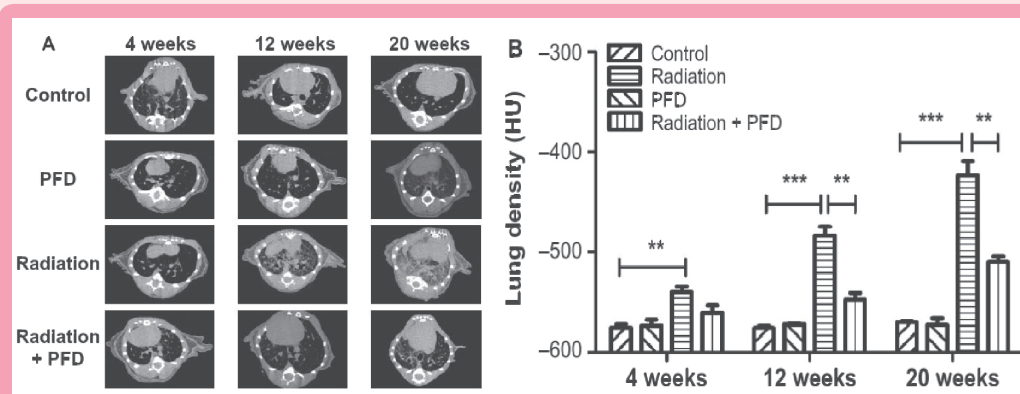 A
4 weeks 12 weeks 20 weeks
Control
PFD
Radiation
Radiation
+ PFD
B
Lung density (HU)
–300
–400
–500
–600
Control
Radiation
PFD
Radiation + PFD
**
*** **
*** **
4 weeks 12 weeks 20 weeks